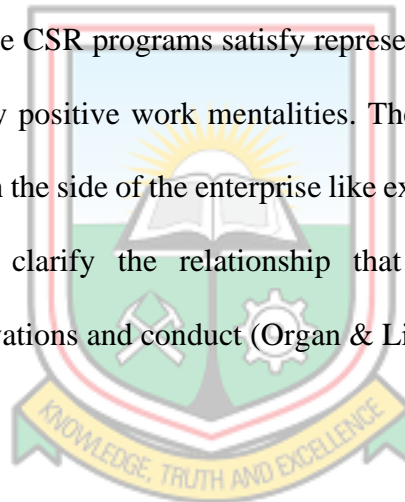 e CSR programs satisfy represe
y positive work mentalities. The
n the side of the enterprise like ex
clarify the relationship that
vations and conduct (Organ & Li
KNOWLEDGE, TRUTH AND EXCELLENCE